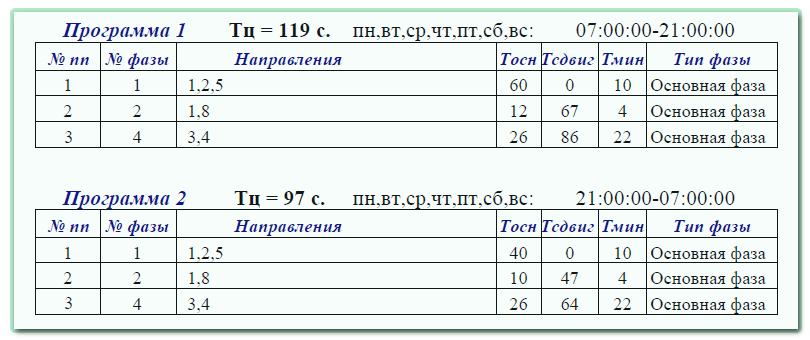 Программа 1 Тц = 119 с. пн,вт,ср,чт,пт,сб,вс: 07:00:00-21:00:00
№ пп № фазы Направления Тосн Тсдвиг Тмин Тип фазы
1 1 1,2,5 60 0 10 Основная фаза
2 2 1,8 12 67 4 Основная фаза
3 4 3,4 26 86 22 Основная фаза
Программа 2 Тц = 97 с. пн,вт,ср,чт,пт,сб,вс: 21:00:00-07:00:00
№ пп № фазы Направления Тосн Тсдвиг Тмин Тип фазы
1 1 1,2,5 40 0 10 Основная фаза
2 2 1,8 10 47 4 Основная фаза
3 4 3,4 26 64 22 Основная фаза